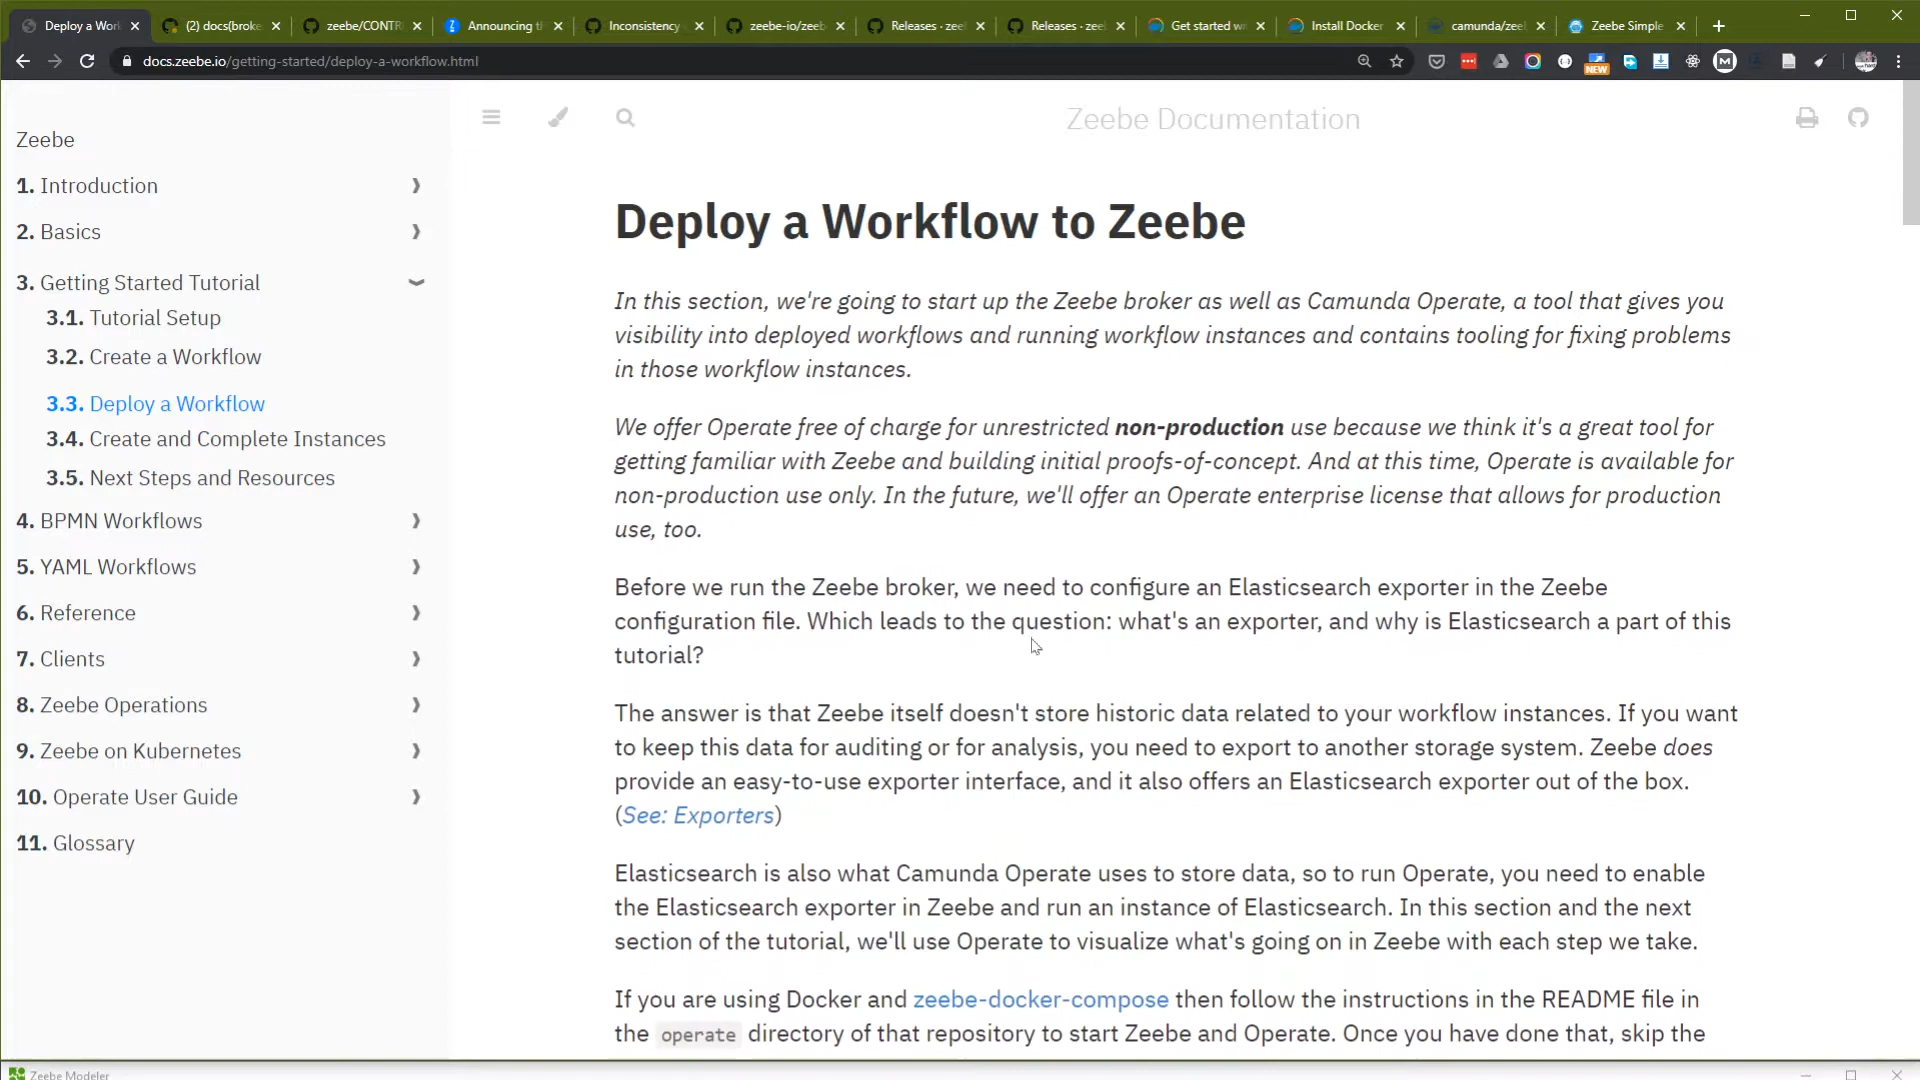 Deploy a Work
(2) docs(broke
zeebe/CONTRI
Announcing t
Inconsistency
zeebe-io/zeeb
Releases · zee
Releases · zee
Get started w
Install Docker
camunda/zeeb
Zeebe Simple
docs.zeebe.io/getting-started/deploy-a-workflow.html
NEW
Zeebe Documentation
Zeebe
1. Introduction
2. Basics
3. Getting Started Tutorial
3.1. Tutorial Setup
3.2. Create a Workflow
3.3. Deploy a Workflow
3.4. Create and Complete Instances
3.5. Next Steps and Resources
4. BPMN Workflows
5. YAML Workflows
6. Reference
7. Clients
8. Zeebe Operations
9. Zeebe on Kubernetes
10. Operate User Guide
11. Glossary
Deploy a Workflow to Zeebe
In this section, we're going to start up the Zeebe broker as well as Camunda Operate, a tool that gives you
visibility into deployed workflows and running workflow instances and contains tooling for fixing problems
in those workflow instances.
We offer Operate free of charge for unrestricted non-production use because we think it's a great tool for
getting familiar with Zeebe and building initial proofs-of-concept. And at this time, Operate is available for
non-production use only. In the future, we'll offer an Operate enterprise license that allows for production
use, too.
Before we run the Zeebe broker, we need to configure an Elasticsearch exporter in the Zeebe
configuration file. Which leads to the question: what's an exporter, and why is Elasticsearch a part of this
tutorial?
The answer is that Zeebe itself doesn't store historic data related to your workflow instances. If you want
to keep this data for auditing or for analysis, you need to export to another storage system. Zeebe does
provide an easy-to-use exporter interface, and it also offers an Elasticsearch exporter out of the box.
(See: Exporters)
Elasticsearch is also what Camunda Operate uses to store data, so to run Operate, you need to enable
the Elasticsearch exporter in Zeebe and run an instance of Elasticsearch. In this section and the next
section of the tutorial, we'll use Operate to visualize what's going on in Zeebe with each step we take.
If you are using Docker and zeebe-docker-compose then follow the instructions in the README file in
the operate directory of that repository to start Zeebe and Operate. Once you have done that, skip the
Zeebe Modeler